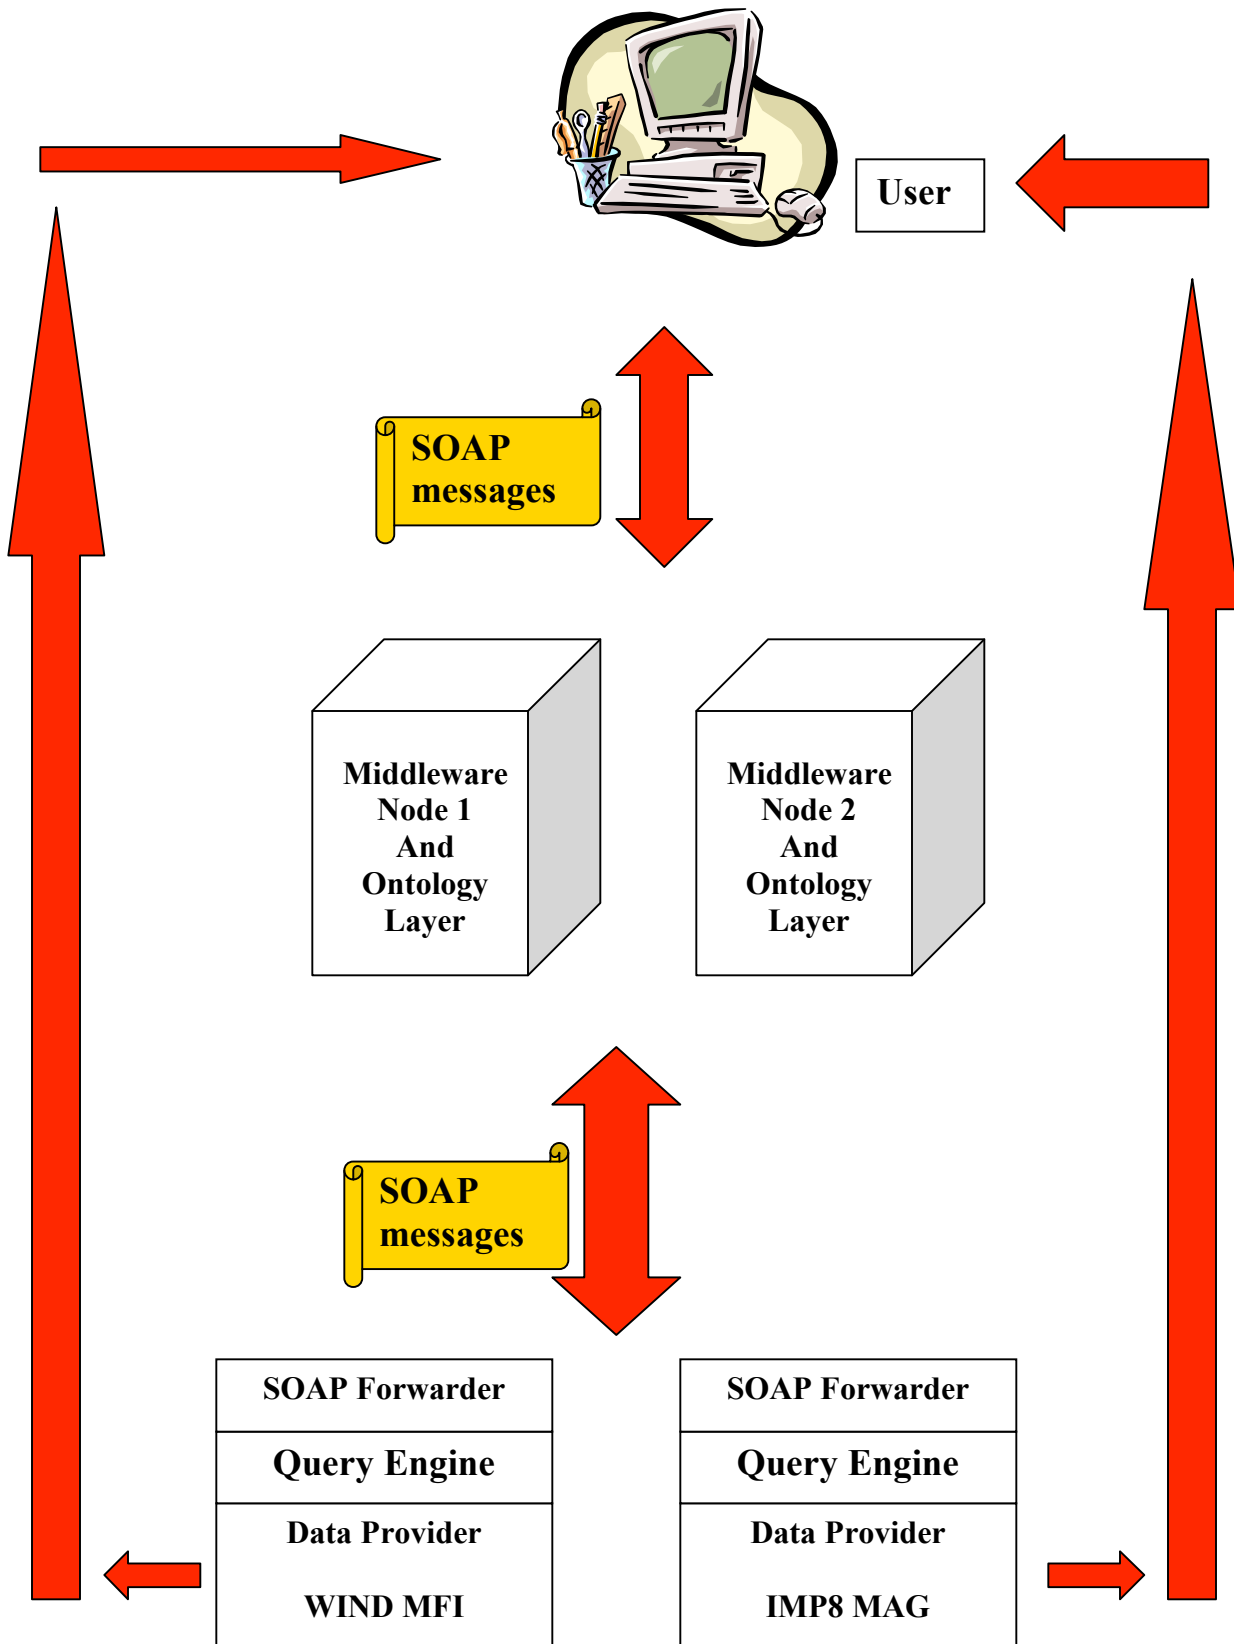 User
SOAP
messages
Middleware
Node 1
And
Ontology
Layer
Middleware
Node 2
And
Ontology
Layer
SOAP
messages
SOAP Forwarder
Query Engine
Data Provider
WIND MFI
SOAP Forwarder
Query Engine
Data Provider
IMP8 MAG